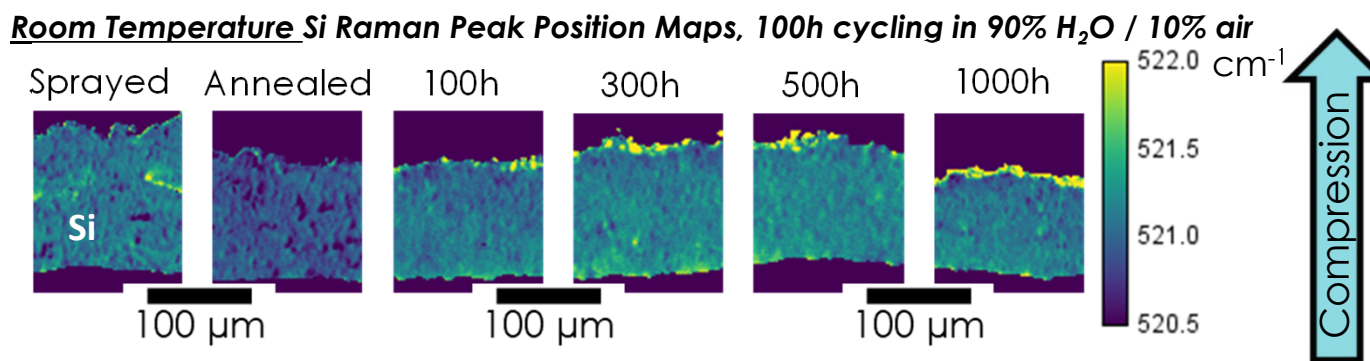 Room Temperature Si Raman Peak Position Maps, 100h cycling in 90% H₂O / 10% air
Sprayed Annealed 100h 300h 500h 1000h
522.0 cm⁻¹
521.5
521.0
520.5
Si
Compression
100 µm 100 µm 100 µm